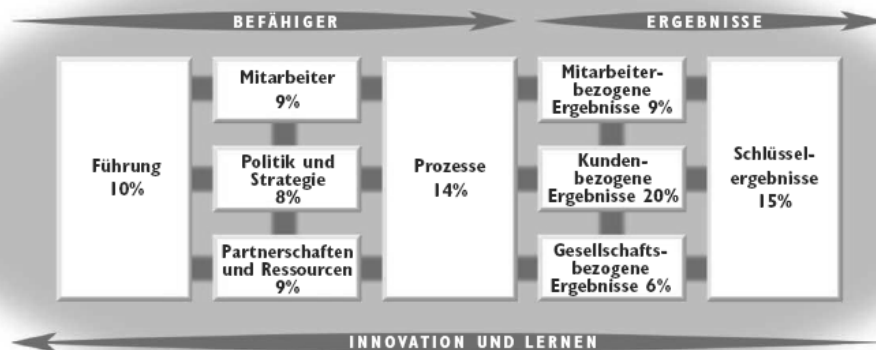 BEFÄHIGER
ERGEBNISSE
Führung
10%
Mitarbeiter
9%
Politik und
Strategie
8%
Partnerschaften
und Ressourcen
9%
Prozesse
14%
Mitarbeiter-
bezogene
Ergebnisse 9%
Kunden-
bezogene
Ergebnisse 20%
Gesellschafts-
bezogene
Ergebnisse 6%
Schlüssel-
ergebnisse
15%
INNOVATION UND LERNEN